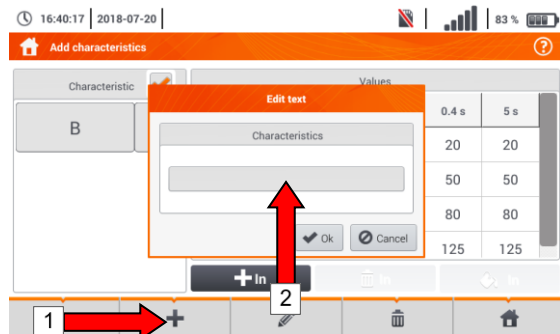 16:40:17 2018-07-20 83 %
Add characteristics ?
Characteristic Values
Edit text
Characteristics
B
0.4 s 5 s
20 20
50 50
80 80
125 125
Ok Cancel
In In In
1 2